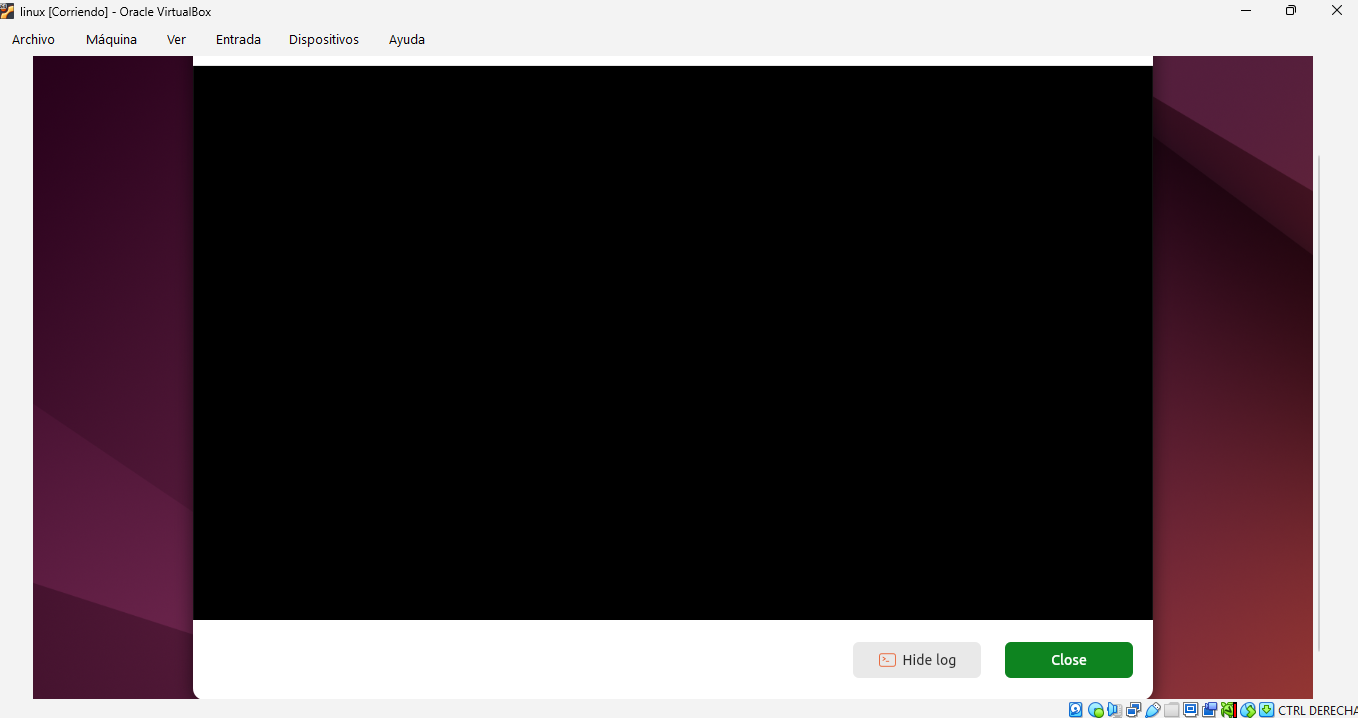 linux [Corriendo] - Oracle VirtualBox
Archivo Máquina Ver Entrada Dispositivos Ayuda
Hide log Close
CTRL DERECHA